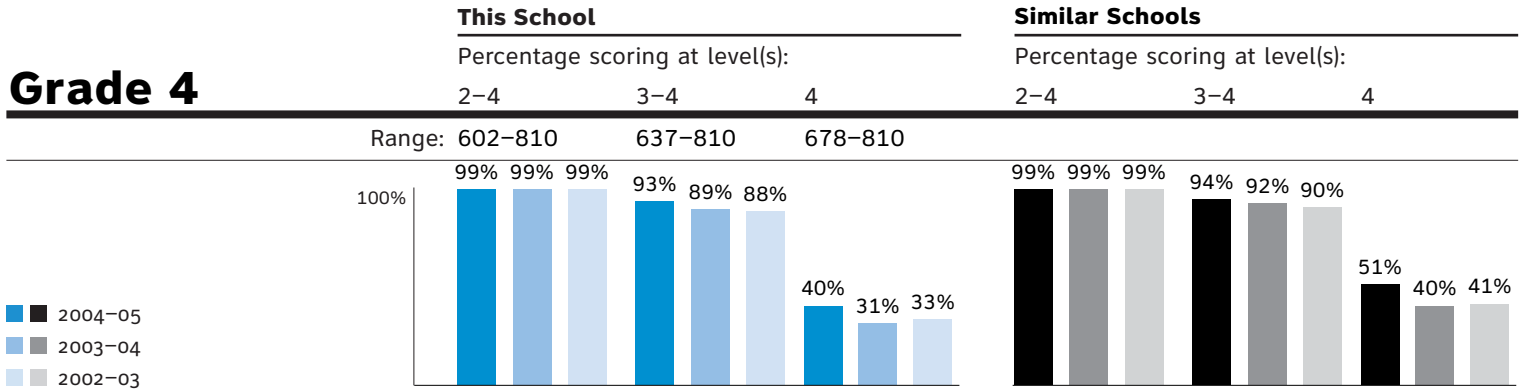 This School Similar Schools
Percentage scoring at level(s): Percentage scoring at level(s):
Grade 4 2–4 3–4 4 2–4 3–4 4
Range: 602–810 637–810 678–810
99% 99% 99% 93% 89% 88% 99% 99% 99% 94% 92% 90%
100%
40% 31% 33% 51% 40% 41%
2004–05
2003–04
2002–03